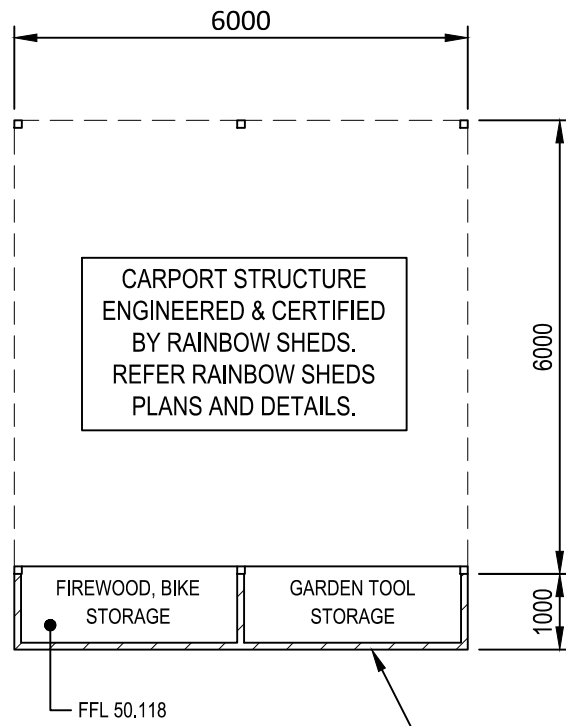 6000
CARPORT STRUCTURE
ENGINEERED & CERTIFIED
BY RAINBOW SHEDS.
REFER RAINBOW SHEDS
PLANS AND DETAILS.
6000
FIREWOOD, BIKE
STORAGE
GARDEN TOOL
STORAGE
1000
FFL 50.118